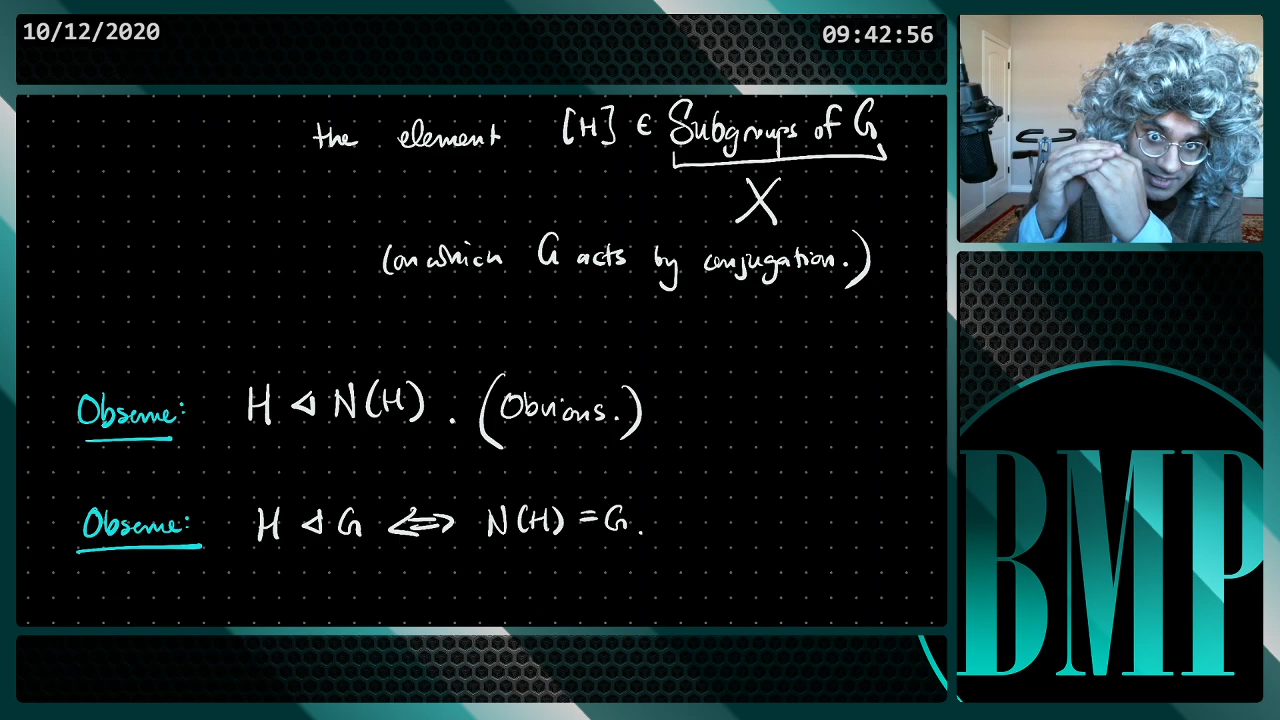 10/12/2020
09:42:56
the element [H] ∈ Subgroups of G
X
(on which G acts by conjugation.)
Observe: H ⊲ N(H). (Obvious.)
Observe: H ⊲ G ⟺ N(H) = G.
BMP